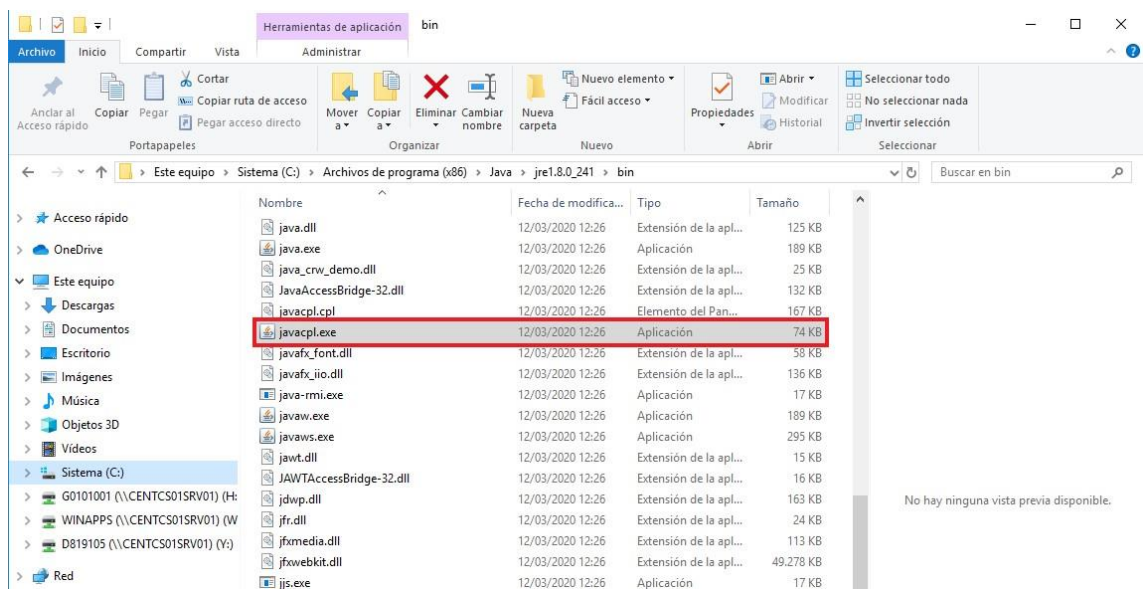 Herramientas de aplicación bin
Archivo Inicio Compartir Vista Administrar
Cortar
Copiar ruta de acceso
Pegar acceso directo
Anclar al Acceso rápido
Copiar
Pegar
Portapapeles
Mover a
Copiar a
Eliminar
Cambiar nombre
Organizar
Nueva carpeta
Nuevo elemento
Fácil acceso
Nuevo
Propiedades
Abrir
Modificar
Historial
Abrir
Seleccionar todo
No seleccionar nada
Invertir selección
Seleccionar
Este equipo > Sistema (C:) > Archivos de programa (x86) > Java > jre1.8.0_241 > bin
Buscar en bin
Acceso rápido
OneDrive
Este equipo
Descargas
Documentos
Escritorio
Imágenes
Música
Objetos 3D
Vídeos
Sistema (C:)
G0101001 (\\CENTCS01SRV01) (H:
WINAPPS (\\CENTCS01SRV01) (W
D819105 (\\CENTCS01SRV01) (Y:)
Red
Nombre Fecha de modifica... Tipo Tamaño
java.dll 12/03/2020 12:26 Extensión de la apl... 125 KB
java.exe 12/03/2020 12:26 Aplicación 189 KB
java_crw_demo.dll 12/03/2020 12:26 Extensión de la apl... 25 KB
JavaAccessBridge-32.dll 12/03/2020 12:26 Extensión de la apl... 132 KB
javacpl.cpl 12/03/2020 12:26 Elemento del Pan... 167 KB
javacpl.exe 12/03/2020 12:26 Aplicación 74 KB
javafx_font.dll 12/03/2020 12:26 Extensión de la apl... 58 KB
javafx_iio.dll 12/03/2020 12:26 Extensión de la apl... 136 KB
java-rmi.exe 12/03/2020 12:26 Aplicación 17 KB
javaw.exe 12/03/2020 12:26 Aplicación 189 KB
javaws.exe 12/03/2020 12:26 Aplicación 295 KB
jawt.dll 12/03/2020 12:26 Extensión de la apl... 15 KB
JAWTAccessBridge-32.dll 12/03/2020 12:26 Extensión de la apl... 16 KB
jdwp.dll 12/03/2020 12:26 Extensión de la apl... 163 KB
jfr.dll 12/03/2020 12:26 Extensión de la apl... 24 KB
jfxmedia.dll 12/03/2020 12:26 Extensión de la apl... 113 KB
jfxwebkit.dll 12/03/2020 12:26 Extensión de la apl... 49.278 KB
jjs.exe 12/03/2020 12:26 Aplicación 17 KB
No hay ninguna vista previa disponible.